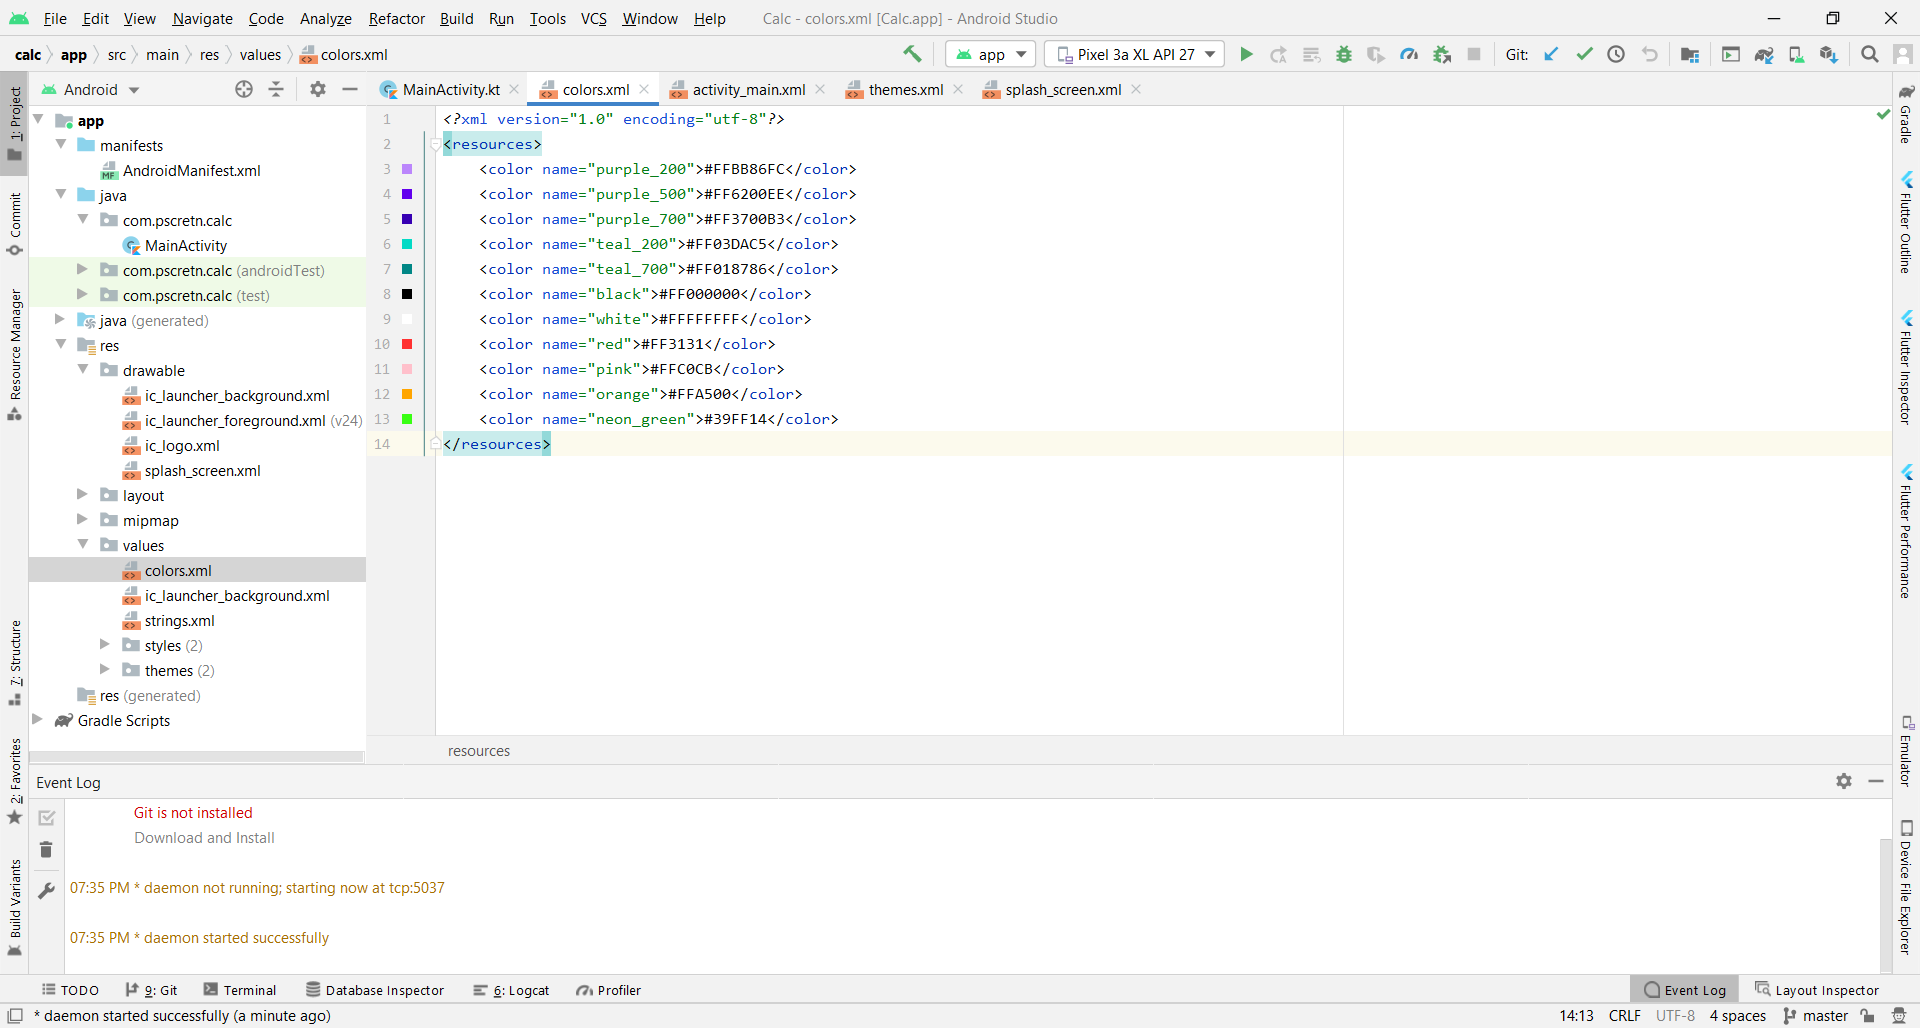 File Edit View Navigate Code Analyze Refactor Build Run Tools VCS Window Help Calc - colors.xml [Calc.app] - Android Studio
calc app src main res values colors.xml app Pixel 3a XL API 27 Git:
Android MainActivity.kt colors.xml activity_main.xml themes.xml splash_screen.xml
1: Project
Commit
Resource Manager
7: Structure
2: Favorites
Build Variants
app
manifests
AndroidManifest.xml
java
com.pscretn.calc
MainActivity
com.pscretn.calc (androidTest)
com.pscretn.calc (test)
java (generated)
res
drawable
ic_launcher_background.xml
ic_launcher_foreground.xml (v24)
ic_logo.xml
splash_screen.xml
layout
mipmap
values
colors.xml
ic_launcher_background.xml
strings.xml
styles (2)
themes (2)
res (generated)
Gradle Scripts
1 <?xml version="1.0" encoding="utf-8"?>
2 <resources>
3 <color name="purple_200">#FFBB86FC</color>
4 <color name="purple_500">#FF6200EE</color>
5 <color name="purple_700">#FF3700B3</color>
6 <color name="teal_200">#FF03DAC5</color>
7 <color name="teal_700">#FF018786</color>
8 <color name="black">#FF000000</color>
9 <color name="white">#FFFFFFFF</color>
10 <color name="red">#FF3131</color>
11 <color name="pink">#FFC0CB</color>
12 <color name="orange">#FFA500</color>
13 <color name="neon_green">#39FF14</color>
14 </resources>
resources
Gradle
Flutter Outline
Flutter Inspector
Flutter Performance
Emulator
Device File Explorer
Event Log
Git is not installed
Download and Install
07:35 PM * daemon not running; starting now at tcp:5037
07:35 PM * daemon started successfully
TODO 9: Git Terminal Database Inspector 6: Logcat Profiler Event Log Layout Inspector
* daemon started successfully (a minute ago) 14:13 CRLF UTF-8 4 spaces master